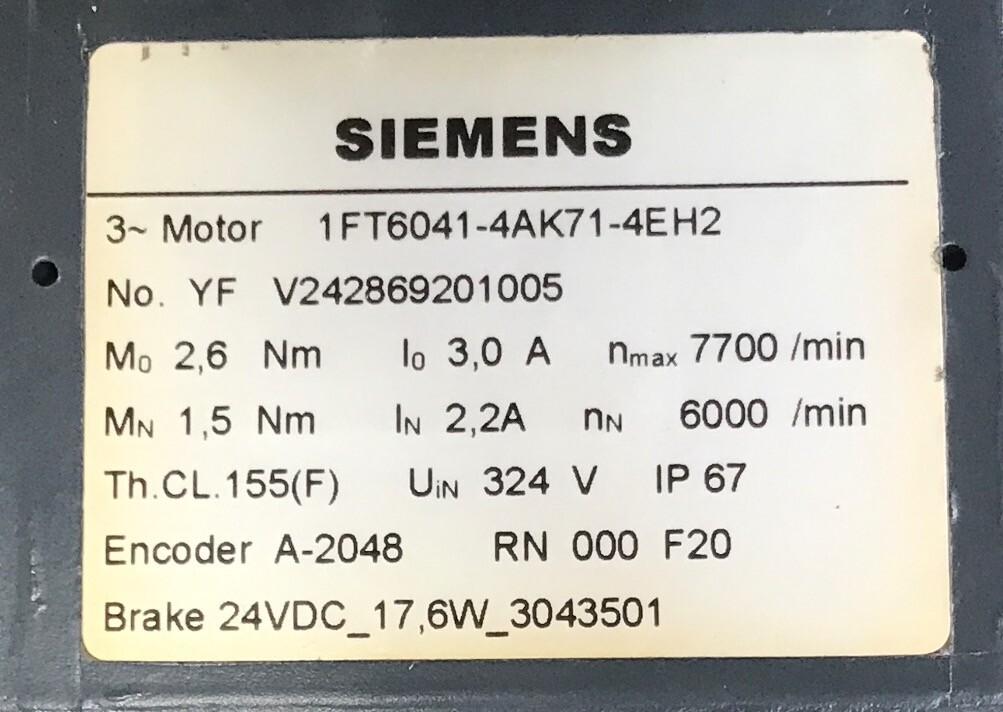 SIEMENS
3~ Motor 1FT6041-4AK71-4EH2
No. YF V242869201005
M₀ 2,6 Nm I₀ 3,0 A nmax 7700 /min
MN 1,5 Nm IN 2,2A nN 6000 /min
Th.CL.155(F) UiN 324 V IP 67
Encoder A-2048 RN 000 F20
Brake 24VDC_17,6W_3043501